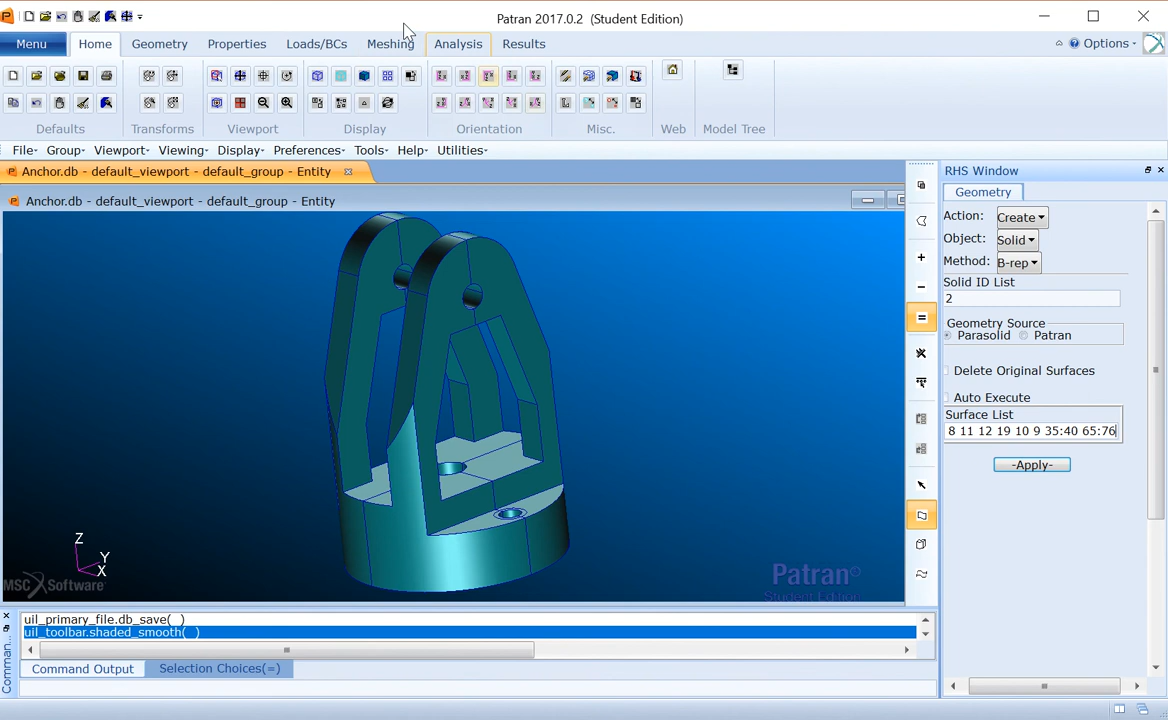 Patran 2017.0.2 (Student Edition)
Menu Home Geometry Properties Loads/BCs Meshing Analysis Results
Options
Defaults Transforms Viewport Display Orientation Misc. Web Model Tree
File Group Viewport Viewing Display Preferences Tools Help Utilities
Anchor.db - default_viewport - default_group - Entity
Anchor.db - default_viewport - default_group - Entity
RHS Window
Geometry
Action: Create
Object: Solid
Method: B-rep
Solid ID List
2
Geometry Source
Parasolid Patran
Delete Original Surfaces
Auto Execute
Surface List
8 11 12 19 10 9 35:40 65:76
-Apply-
Z
Y
X
MSC Software
Patran
Student Edition
uil_primary_file.db_save( )
uil_toolbar.shaded_smooth( )
Comman...
Command Output Selection Choices(=)